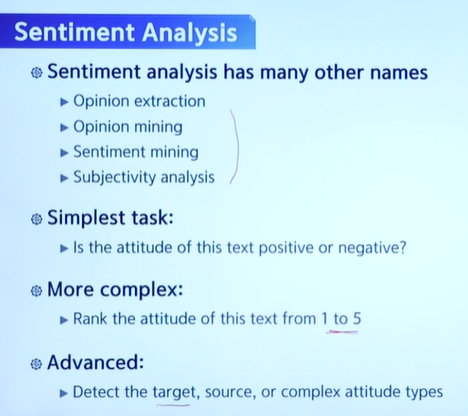 Sentiment Analysis
Sentiment analysis has many other names
Opinion extraction
Opinion mining
Sentiment mining
Subjectivity analysis
Simplest task:
Is the attitude of this text positive or negative?
More complex:
Rank the attitude of this text from 1 to 5
Advanced:
Detect the target, source, or complex attitude types